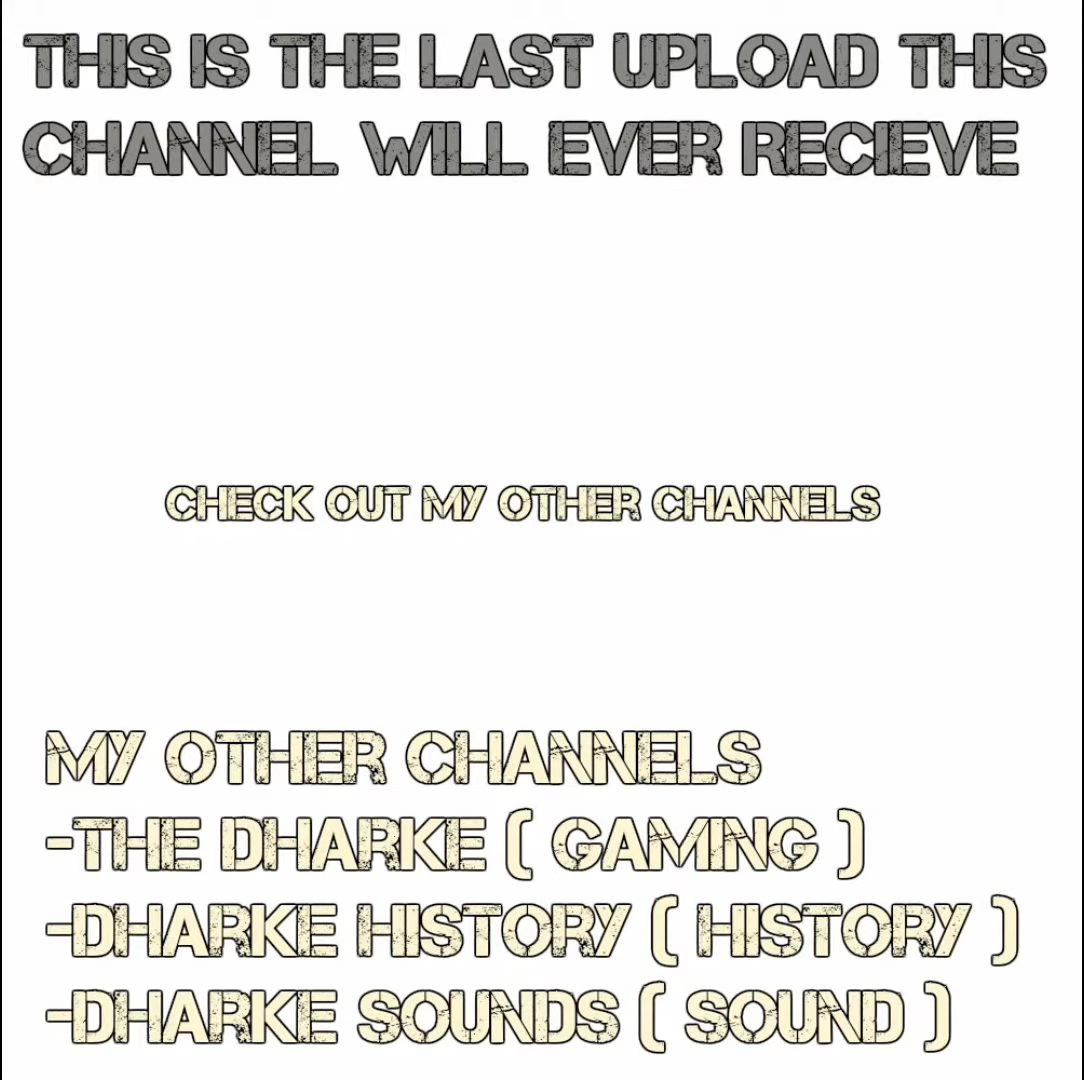 THIS IS THE LAST UPLOAD THIS
CHANNEL WILL EVER RECIEVE
CHECK OUT MY OTHER CHANNELS
MY OTHER CHANNELS
-THE DHARKE ( GAMING )
-DHARKE HISTORY ( HISTORY )
-DHARKE SOUNDS ( SOUND )